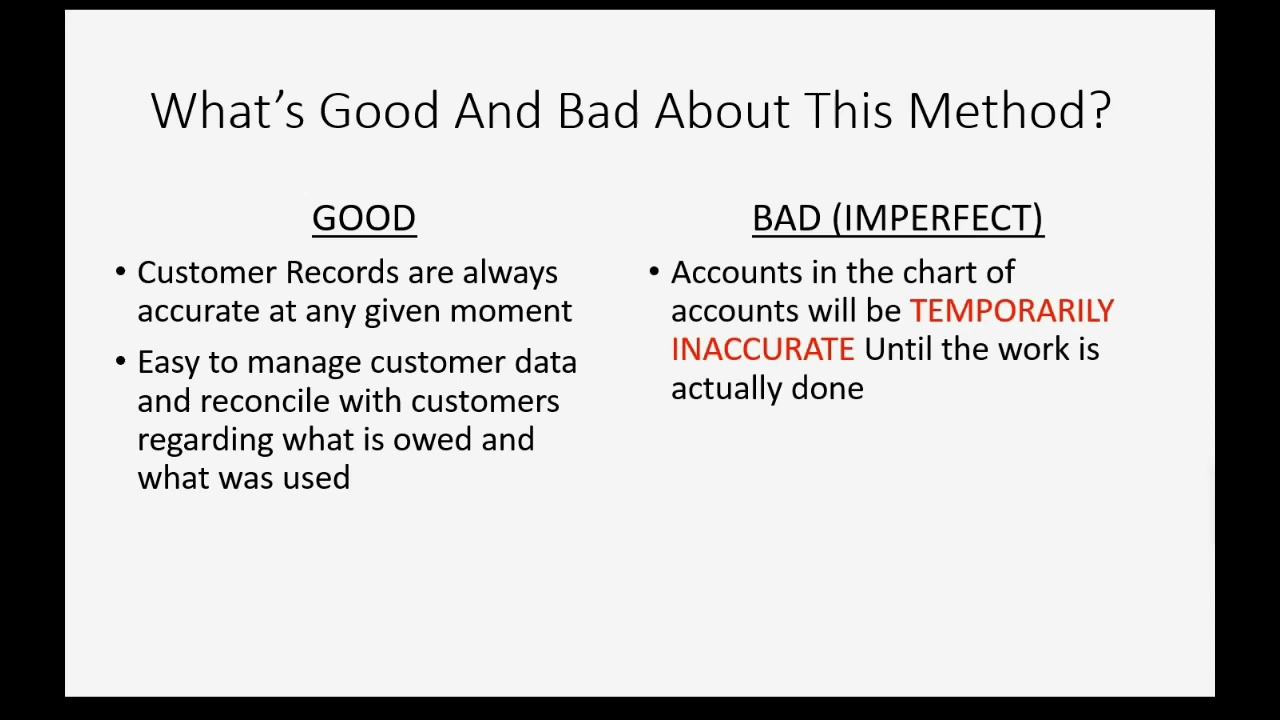 What's Good And Bad About This Method?
GOOD
• Customer Records are always
accurate at any given moment
• Easy to manage customer data
and reconcile with customers
regarding what is owed and
what was used
BAD (IMPERFECT)
• Accounts in the chart of
accounts will be TEMPORARILY
INACCURATE Until the work is
actually done